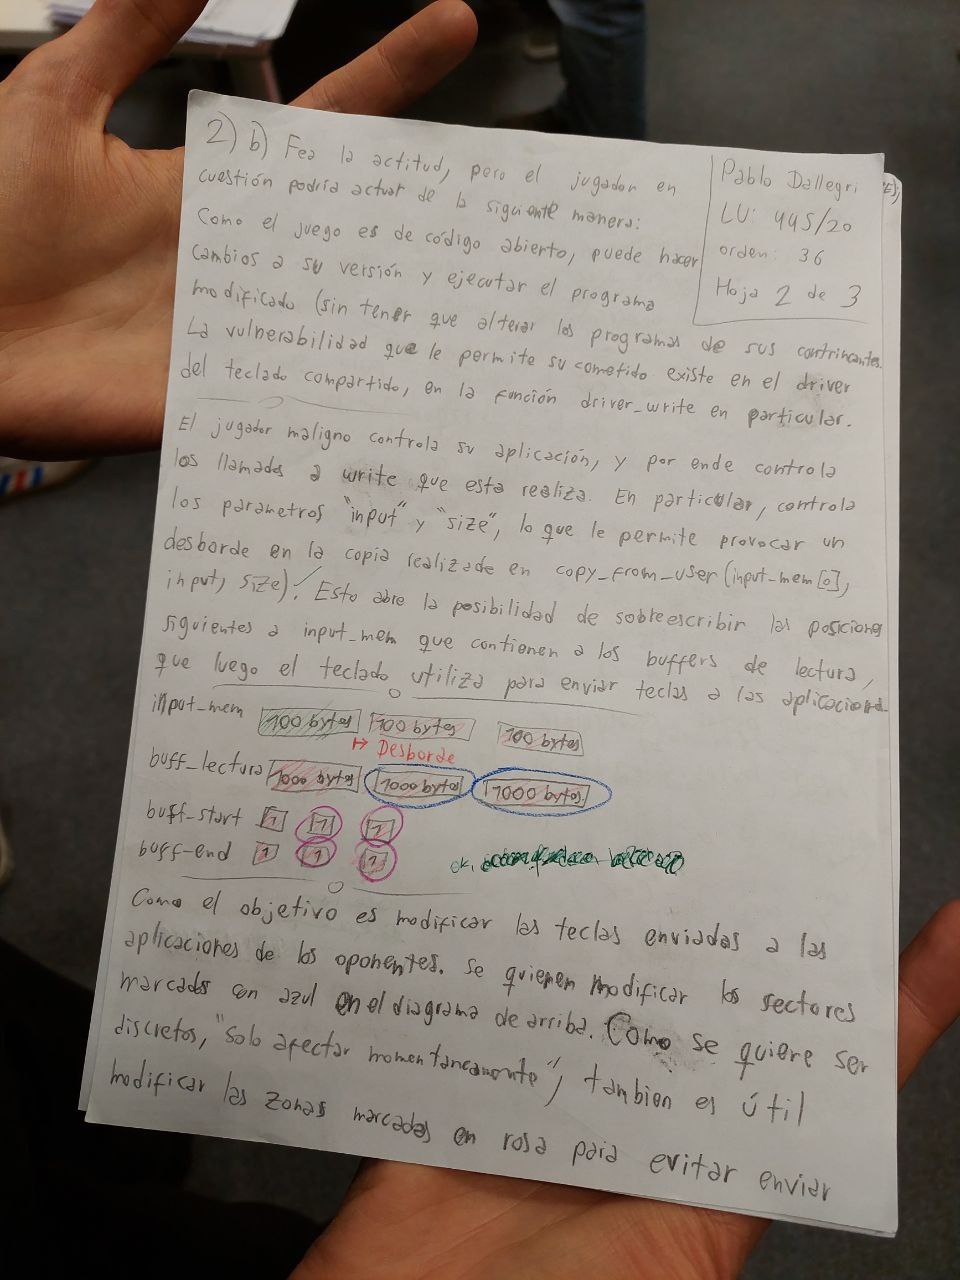 2) b) Fea la actitud, pero el jugador en
cuestión podría actuar de la siguiente manera:
Como el juego es de código abierto, puede hacer
cambios a su versión y ejecutar el programa
modificado (sin tener que alterar los programas de sus contrincantes.
La vulnerabilidad que le permite su cometido existe en el driver
del teclado compartido, en la función driver_write en particular.
Pablo Dallegri
LU: 445/20
orden: 36
Hoja 2 de 3
El jugador maligno controla su aplicación, y por ende controla
los llamados a write que esta realiza. En particular, controla
los parametros "input" y "size", lo que le permite provocar un
desborde en la copia realizada en copy_from_user (input_mem[0],
input, size). Esto abre la posibilidad de sobreescribir las posiciones
siguientes a input_mem que contienen a los buffers de lectura,
que luego el teclado utiliza para enviar teclas a las
input_mem 100 bytes 100 bytes 100 bytes
↦ Desborde
buff_lectura 1000 bytes 1000 bytes 1000 bytes
buff_start 1 1 1
buff_end 1 1 1
ok,
Como el objetivo es modificar las teclas enviadas a las
aplicaciones de los oponentes. Se quieren modificar los sectores
marcados con azul en el diagrama de arriba. Como se quiere ser
discretos, "solo afectar momentaneamente", tambien es útil
modificar las zonas marcadas en rosa para evitar enviar